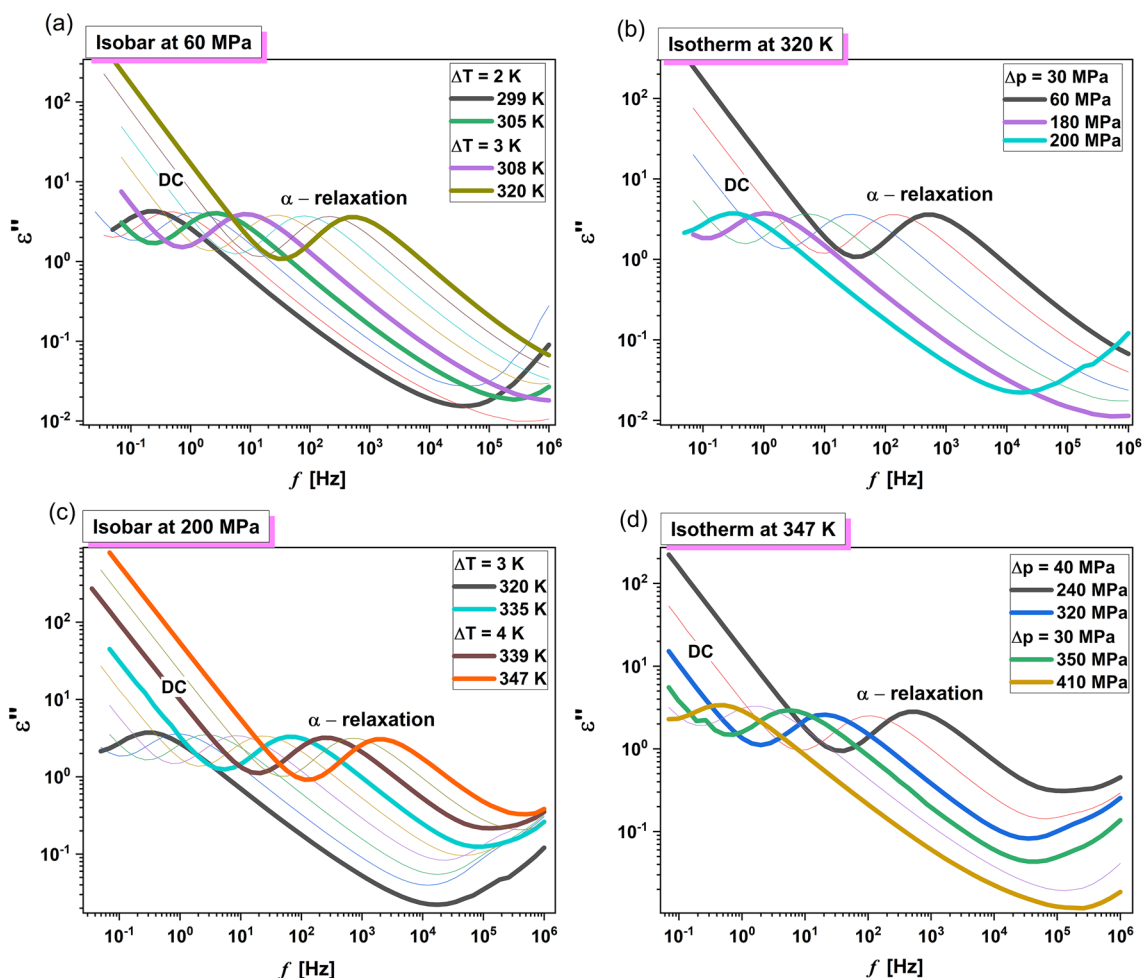 (a)
Isobar at 60 MPa
ΔT = 2 K
299 K
305 K
ΔT = 3 K
308 K
320 K
DC
α – relaxation
ε''
10^2
10^1
10^0
10^-1
10^-2
10^-1 10^0 10^1 10^2 10^3 10^4 10^5 10^6
f [Hz]
(b)
Isotherm at 320 K
Δp = 30 MPa
60 MPa
180 MPa
200 MPa
DC
α – relaxation
ε''
10^2
10^1
10^0
10^-1
10^-2
10^-1 10^0 10^1 10^2 10^3 10^4 10^5 10^6
f [Hz]
(c)
Isobar at 200 MPa
ΔT = 3 K
320 K
335 K
ΔT = 4 K
339 K
347 K
DC
α – relaxation
ε''
10^2
10^1
10^0
10^-1
10^-1 10^0 10^1 10^2 10^3 10^4 10^5 10^6
f [Hz]
(d)
Isotherm at 347 K
Δp = 40 MPa
240 MPa
320 MPa
Δp = 30 MPa
350 MPa
410 MPa
DC
α – relaxation
ε''
10^2
10^1
10^0
10^-1
10^-1 10^0 10^1 10^2 10^3 10^4 10^5 10^6
f [Hz]